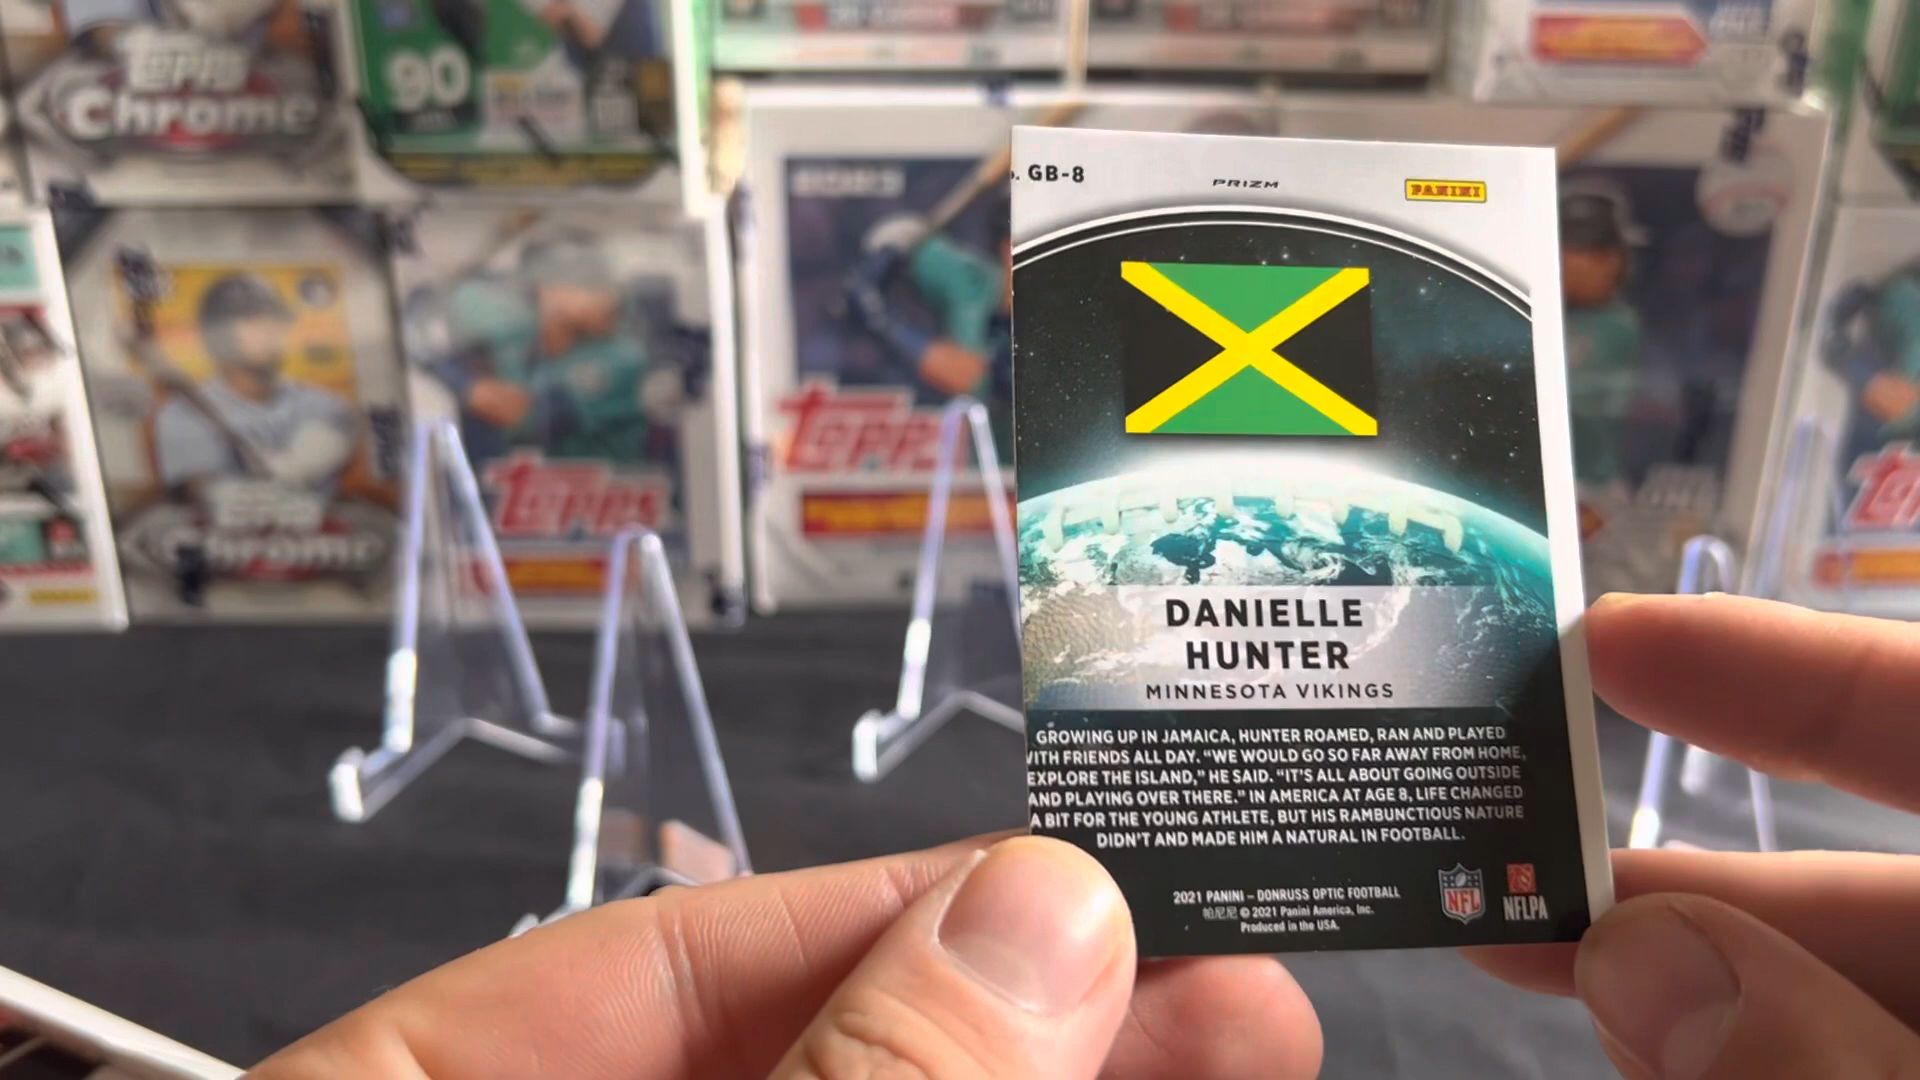 Topps
Chrome
90
2023
Topps
Chrome
Topps
Topps
. GB-8
PRIZM
PANINI
DANIELLE
HUNTER
MINNESOTA VIKINGS
GROWING UP IN JAMAICA, HUNTER ROAMED, RAN AND PLAYED
WITH FRIENDS ALL DAY. “WE WOULD GO SO FAR AWAY FROM HOME,
EXPLORE THE ISLAND,” HE SAID. “IT’S ALL ABOUT GOING OUTSIDE
AND PLAYING OVER THERE.” IN AMERICA AT AGE 8, LIFE CHANGED
A BIT FOR THE YOUNG ATHLETE, BUT HIS RAMBUNCTIOUS NATURE
DIDN’T AND MADE HIM A NATURAL IN FOOTBALL.
2021 PANINI – DONRUSS OPTIC FOOTBALL
帕尼尼 © 2021 Panini America, Inc.
Produced in the USA.
NFL
NFLPA